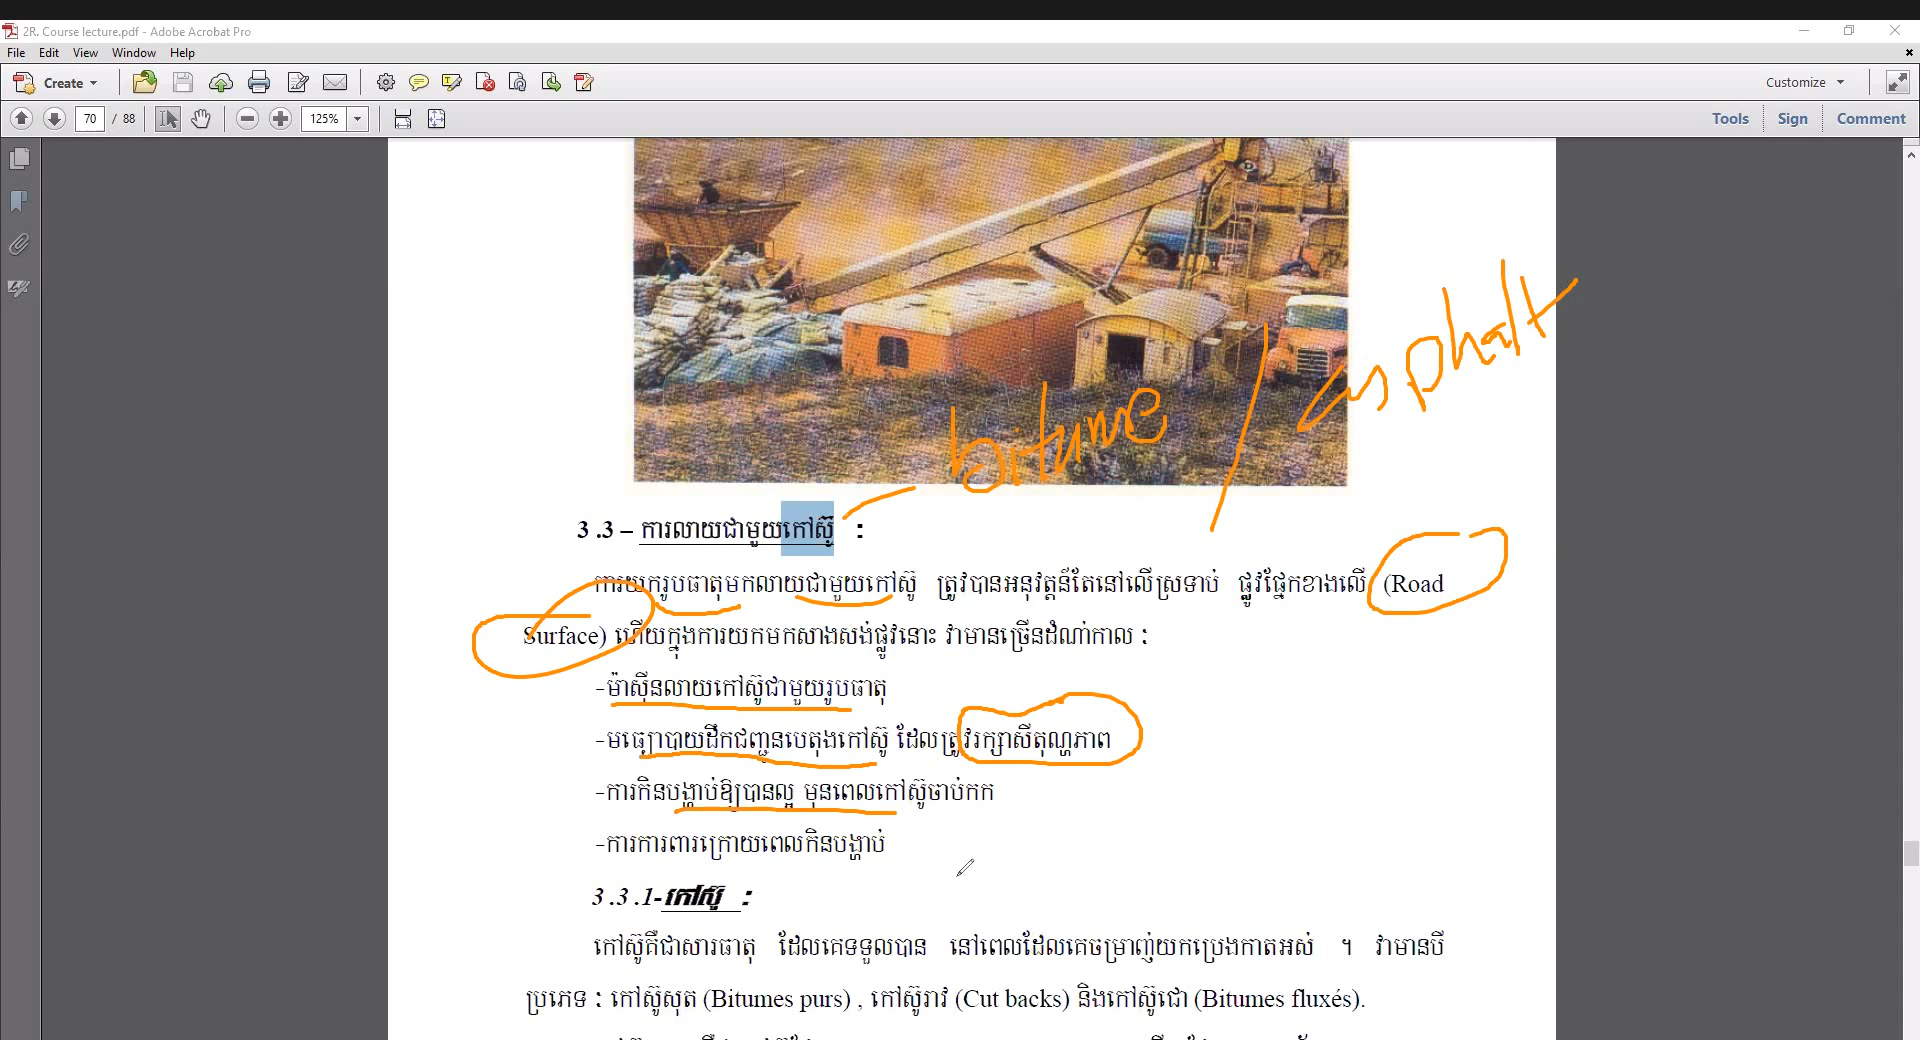 2R. Course lecture.pdf - Adobe Acrobat Pro
File Edit View Window Help
Create Customize
70 / 88 125% Tools Sign Comment
bitume / asphalt
3 .3 – ការលាយជាមួយកៅស៊ូ :
ការយករូបធាតុមកលាយជាមួយកៅស៊ូ ត្រូវបានអនុវត្តន៍តែនៅលើស្រទាប់ ផ្លូវផ្នែកខាងលើ (Road
Surface) ហើយក្នុងការយកមកសាងសង់ផ្លូវនោះ វាមានច្រើនដំណាក់កាល :
-ម៉ាស៊ីនលាយកៅស៊ូជាមួយរូបធាតុ
-មធ្យោបាយដឹកជញ្ជូនបេតុងកៅស៊ូ ដែលត្រូវរក្សាសីតុណ្ហភាព
-ការកិនបង្ហាប់ឱ្យបានល្អ មុនពេលកៅស៊ូចាប់កក
-ការការពារក្រោយពេលកិនបង្ហាប់
3 .3 .1-កៅស៊ូ :
កៅស៊ូគឺជាសារធាតុ ដែលគេទទួលបាន នៅពេលដែលគេចម្រាញ់យកប្រេងកាតអស់ ។ វាមានបី
ប្រភេទ : កៅស៊ូសុត (Bitumes purs) , កៅស៊ូរាវ (Cut backs) និងកៅស៊ូជោ (Bitumes fluxés).